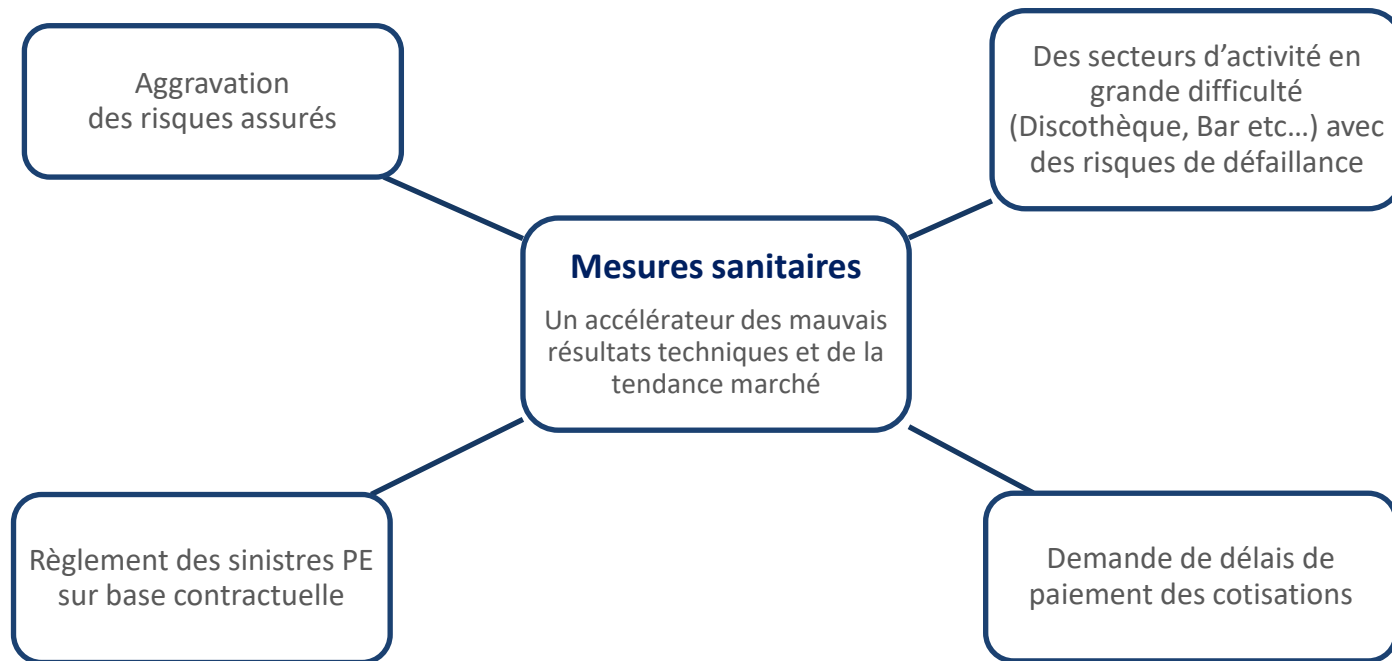 Aggravation
des risques assurés
Des secteurs d’activité en
grande difficulté
(Discothèque, Bar etc…) avec
des risques de défaillance
Mesures sanitaires
Un accélérateur des mauvais
résultats techniques et de la
tendance marché
Règlement des sinistres PE
sur base contractuelle
Demande de délais de
paiement des cotisations